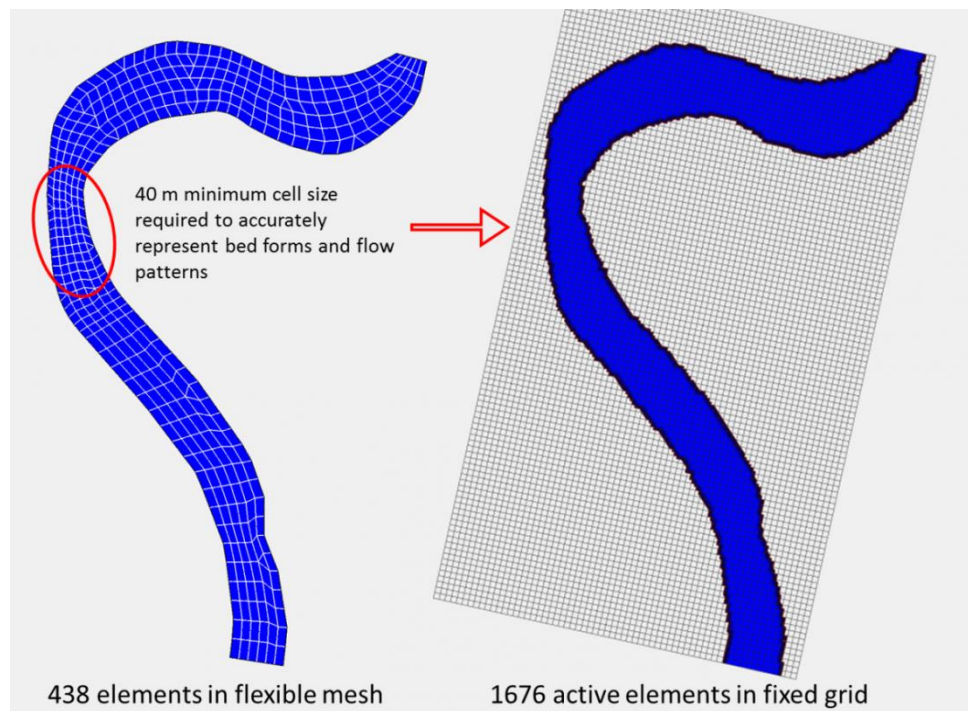 40 m minimum cell size
required to accurately
represent bed forms and flow
patterns
438 elements in flexible mesh
1676 active elements in fixed grid